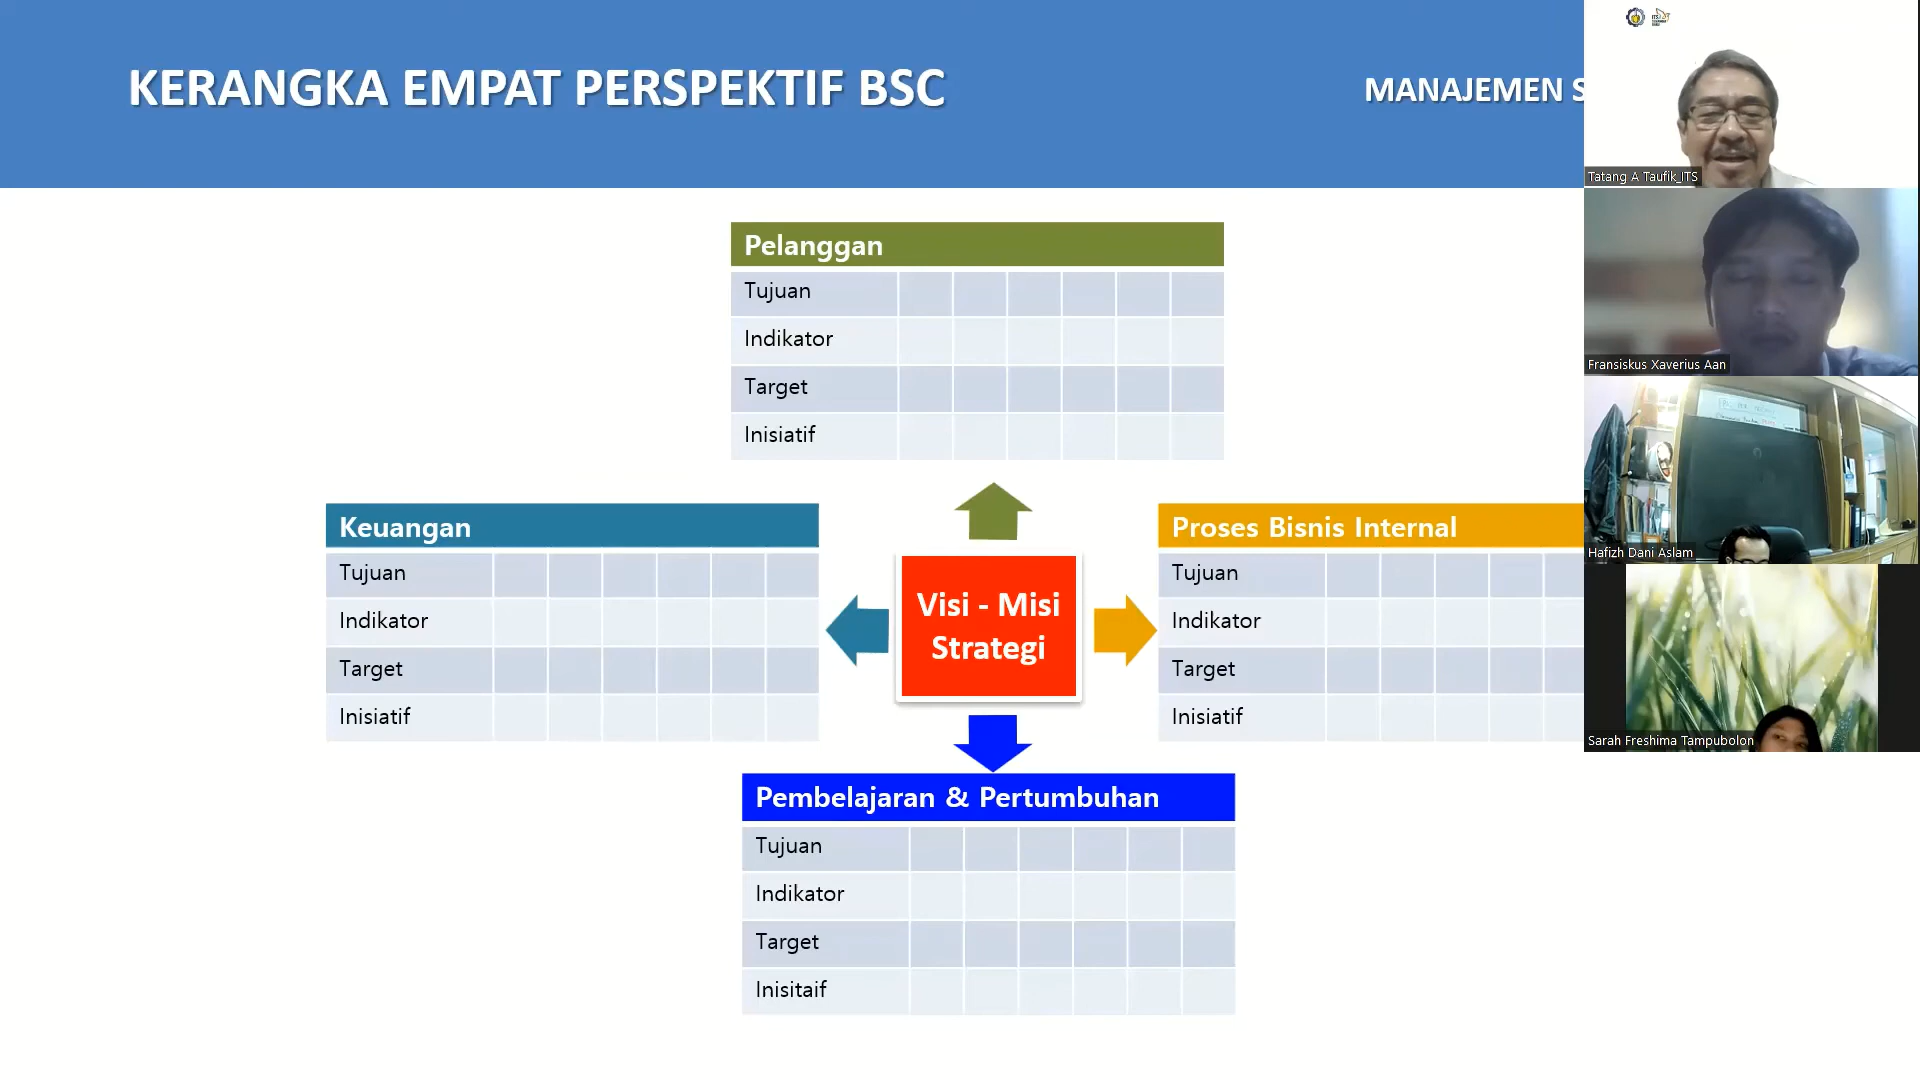 KERANGKA EMPAT PERSPEKTIF BSC
MANAJEMEN S
Tatang A Taufik_ITS
Fransiskus Xaverius Aan
Hafizh Dani Aslam
Sarah Freshima Tampubolon
Pelanggan
Tujuan
Indikator
Target
Inisiatif
Keuangan
Tujuan
Indikator
Target
Inisiatif
Visi - Misi
Strategi
Proses Bisnis Internal
Tujuan
Indikator
Target
Inisiatif
Pembelajaran & Pertumbuhan
Tujuan
Indikator
Target
Inisitaif